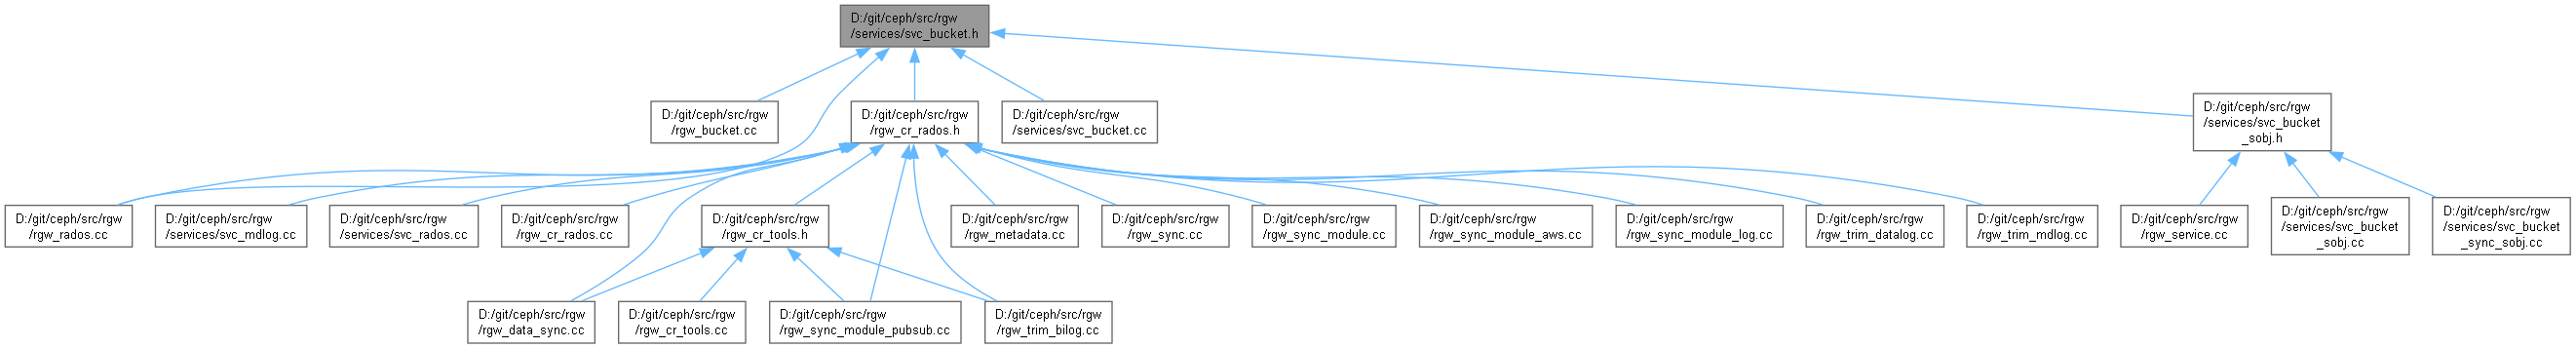 D:/git/ceph/src/rgw
/services/svc_bucket.h
D:/git/ceph/src/rgw
/rgw_bucket.cc
D:/git/ceph/src/rgw
/rgw_cr_rados.h
D:/git/ceph/src/rgw
/services/svc_bucket.cc
D:/git/ceph/src/rgw
/services/svc_bucket
_sobj.h
D:/git/ceph/src/rgw
/rgw_rados.cc
D:/git/ceph/src/rgw
/services/svc_mdlog.cc
D:/git/ceph/src/rgw
/services/svc_rados.cc
D:/git/ceph/src/rgw
/rgw_cr_rados.cc
D:/git/ceph/src/rgw
/rgw_cr_tools.h
D:/git/ceph/src/rgw
/rgw_metadata.cc
D:/git/ceph/src/rgw
/rgw_sync.cc
D:/git/ceph/src/rgw
/rgw_sync_module.cc
D:/git/ceph/src/rgw
/rgw_sync_module_aws.cc
D:/git/ceph/src/rgw
/rgw_sync_module_log.cc
D:/git/ceph/src/rgw
/rgw_trim_datalog.cc
D:/git/ceph/src/rgw
/rgw_trim_mdlog.cc
D:/git/ceph/src/rgw
/rgw_service.cc
D:/git/ceph/src/rgw
/services/svc_bucket
_sobj.cc
D:/git/ceph/src/rgw
/services/svc_bucket
_sync_sobj.cc
D:/git/ceph/src/rgw
/rgw_data_sync.cc
D:/git/ceph/src/rgw
/rgw_cr_tools.cc
D:/git/ceph/src/rgw
/rgw_sync_module_pubsub.cc
D:/git/ceph/src/rgw
/rgw_trim_bilog.cc